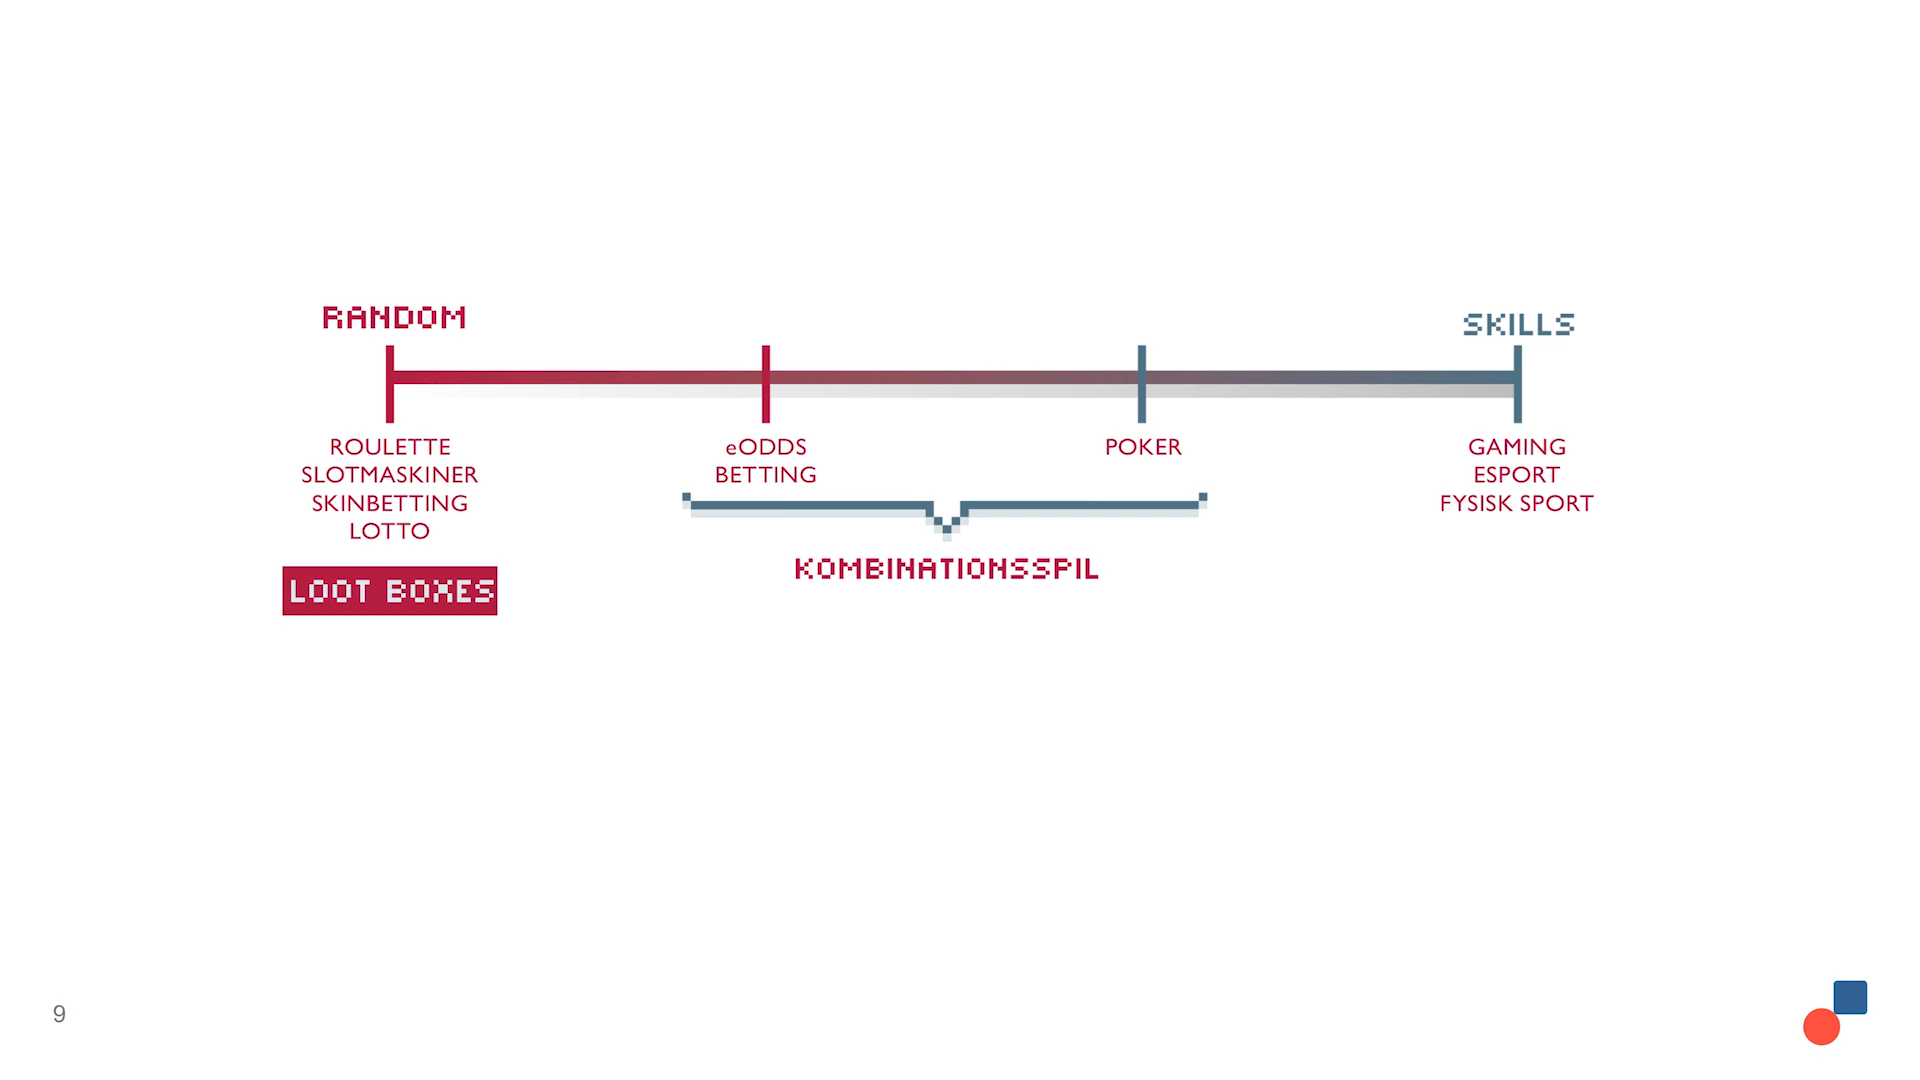 RANDOM
SKILLS
ROULETTE
SLOTMASKINER
SKINBETTING
LOTTO
LOOT BOXES
eODDS
BETTING
POKER
KOMBINATIONSSPIL
GAMING
ESPORT
FYSISK SPORT
9